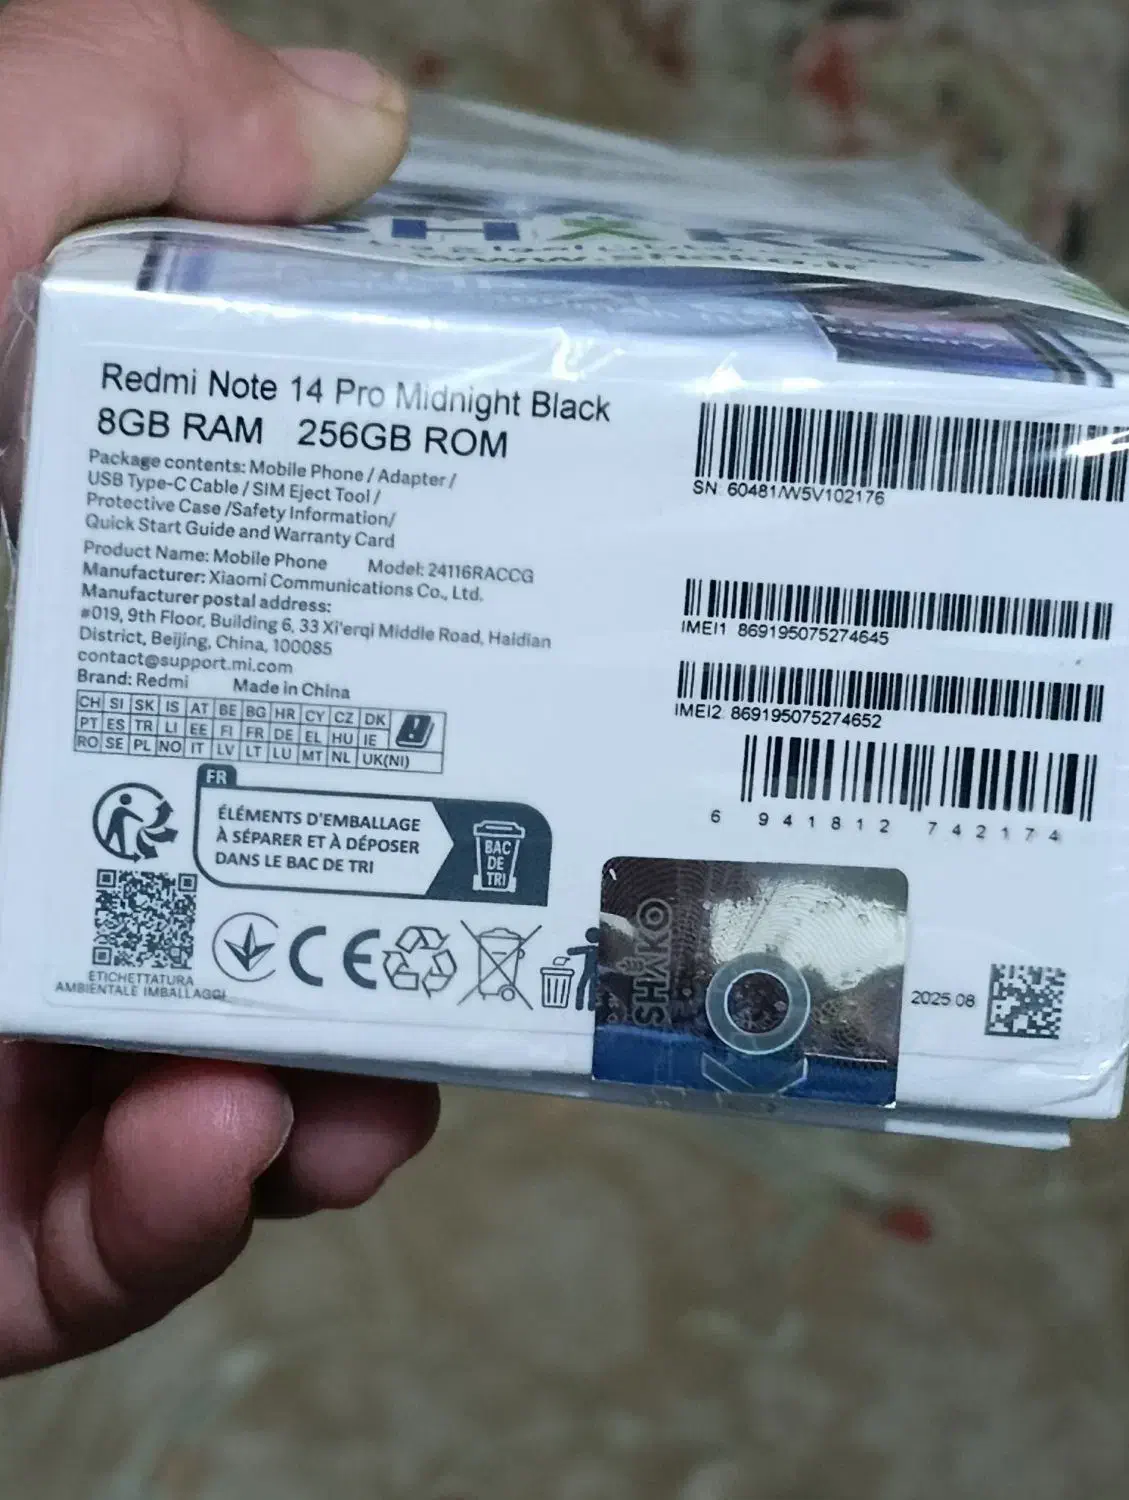 SHAKO
www.shako.ir
Redmi Note 14 Pro Midnight Black
8GB RAM 256GB ROM
Package contents: Mobile Phone / Adapter /
USB Type-C Cable / SIM Eject Tool /
Protective Case /Safety Information/
Quick Start Guide and Warranty Card
Product Name: Mobile Phone Model: 24116RACCG
Manufacturer: Xiaomi Communications Co., Ltd.
Manufacturer postal address:
#019, 9th Floor, Building 6, 33 Xi'erqi Middle Road, Haidian
District, Beijing, China, 100085
contact@support.mi.com
Brand: Redmi Made in China
CH SI SK IS AT BE BG HR CY CZ DK
PT ES TR LI EE FI FR DE EL HU IE
RO SE PL NO IT LV LT LU MT NL UK(NI)
FR
ÉLÉMENTS D'EMBALLAGE
À SÉPARER ET À DÉPOSER
DANS LE BAC DE TRI
BAC
DE
TRI
ETICHETTATURA
AMBIENTALE IMBALLAGGI
CE
SN: 60481/W5V102176
IMEI1 869195075274645
IMEI2 869195075274652
6 941812 742174
SHAKO
2025.08